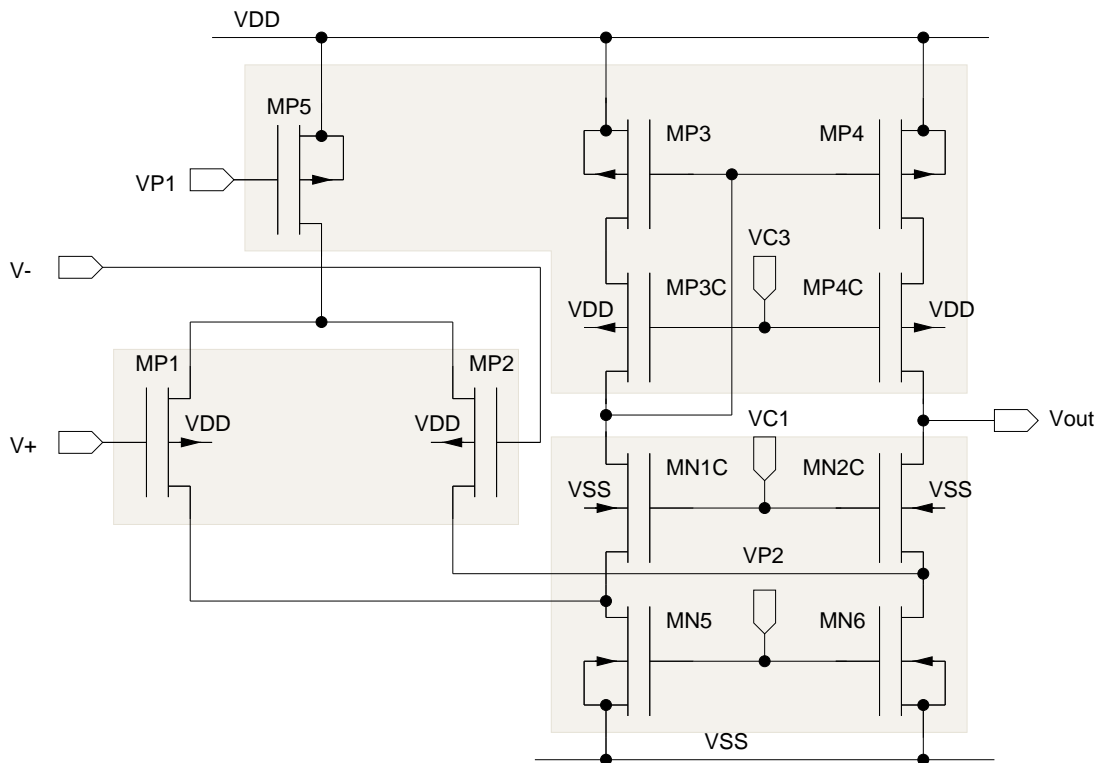 VDD
MP5
MP3
MP4
VP1
VC3
V-
MP3C
MP4C
VDD
VDD
MP1
MP2
VDD
VDD
V+
VC1
Vout
MN1C
MN2C
VSS
VSS
VP2
MN5
MN6
VSS